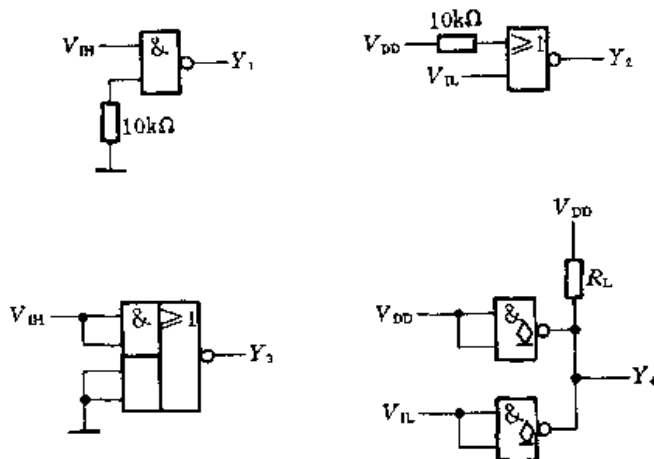 V_IH & Y_1
10kΩ
10kΩ
V_DD ≥1 Y_2
V_IL
V_IH & ≥1 Y_3
V_DD
R_L
V_DD & Y_4
V_IL &